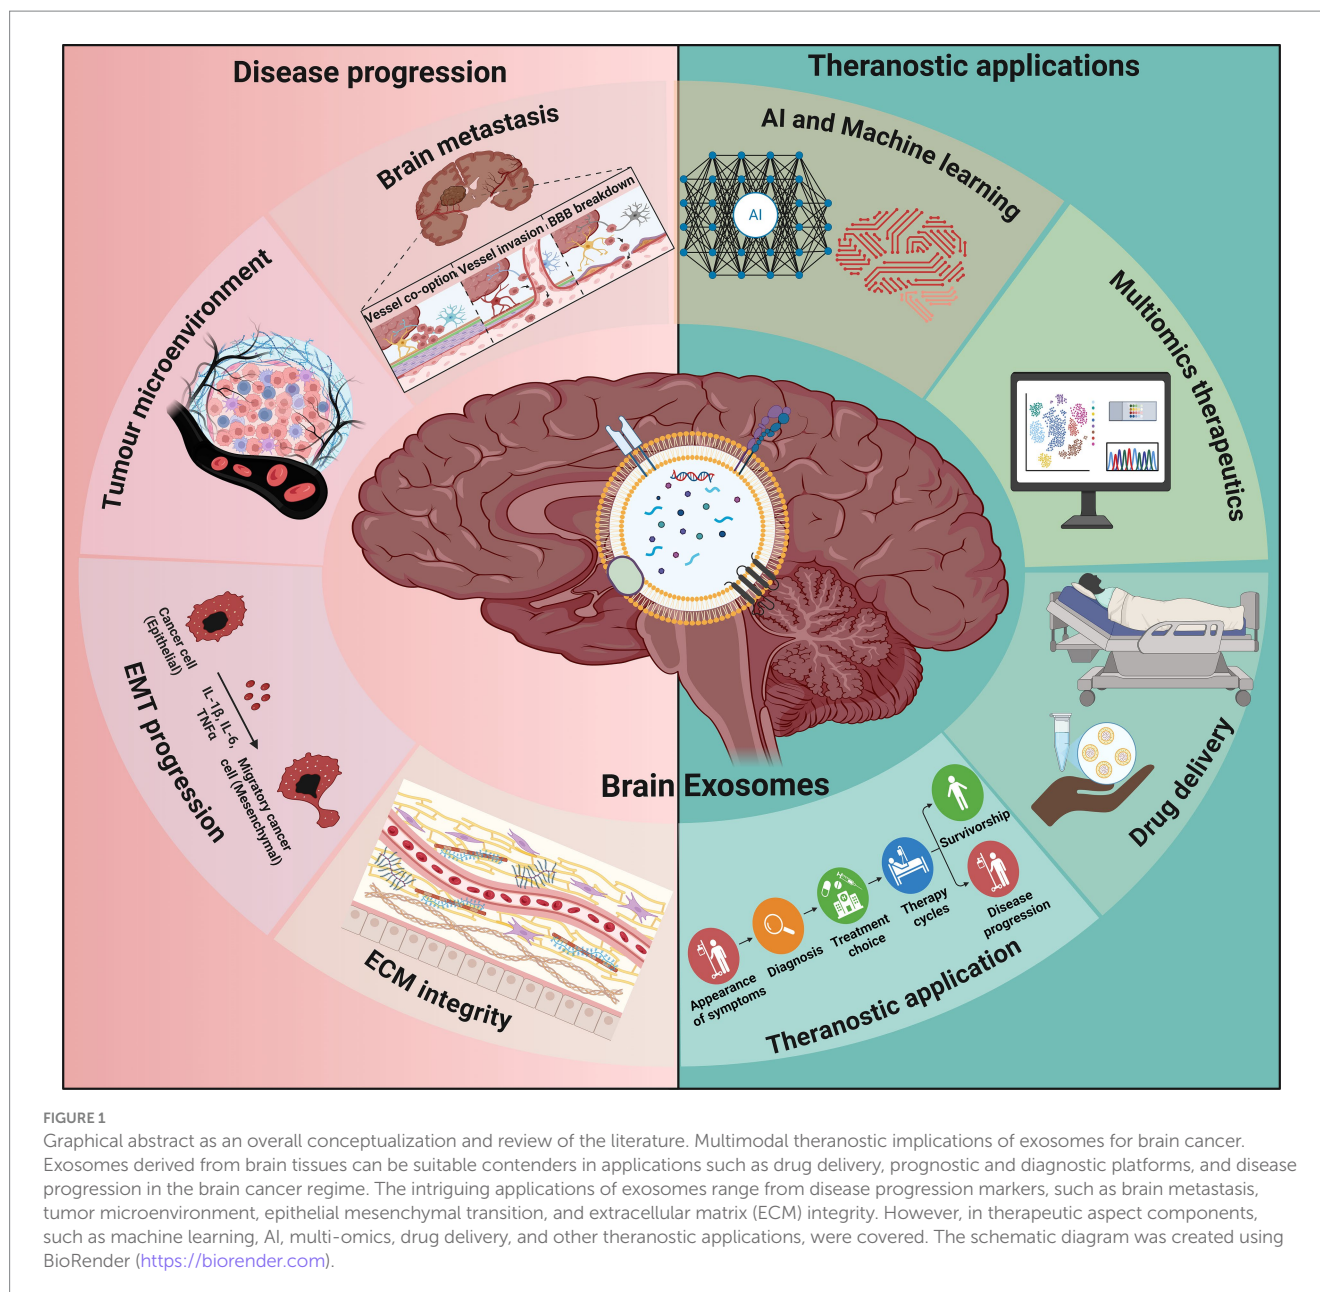 Disease progression
Theranostic applications
Brain metastasis
Vessel co-option
Vessel invasion
BBB breakdown
AI and Machine learning
AI
Tumour microenvironment
Multiomics therapeutics
Cancer cell
(Epithelial)
IL-1β, IL-6,
TNFα
Migratory cancer
cell (Mesenchymal)
EMT progression
Drug delivery
Brain Exosomes
ECM integrity
Appearance
of symptoms
Diagnosis
Treatment
choice
Therapy
cycles
Survivorship
Disease
progression
Theranostic application
FIGURE 1
Graphical abstract as an overall conceptualization and review of the literature. Multimodal theranostic implications of exosomes for brain cancer.
Exosomes derived from brain tissues can be suitable contenders in applications such as drug delivery, prognostic and diagnostic platforms, and disease
progression in the brain cancer regime. The intriguing applications of exosomes range from disease progression markers, such as brain metastasis,
tumor microenvironment, epithelial mesenchymal transition, and extracellular matrix (ECM) integrity. However, in therapeutic aspect components,
such as machine learning, AI, multi-omics, drug delivery, and other theranostic applications, were covered. The schematic diagram was created using
BioRender (https://biorender.com).